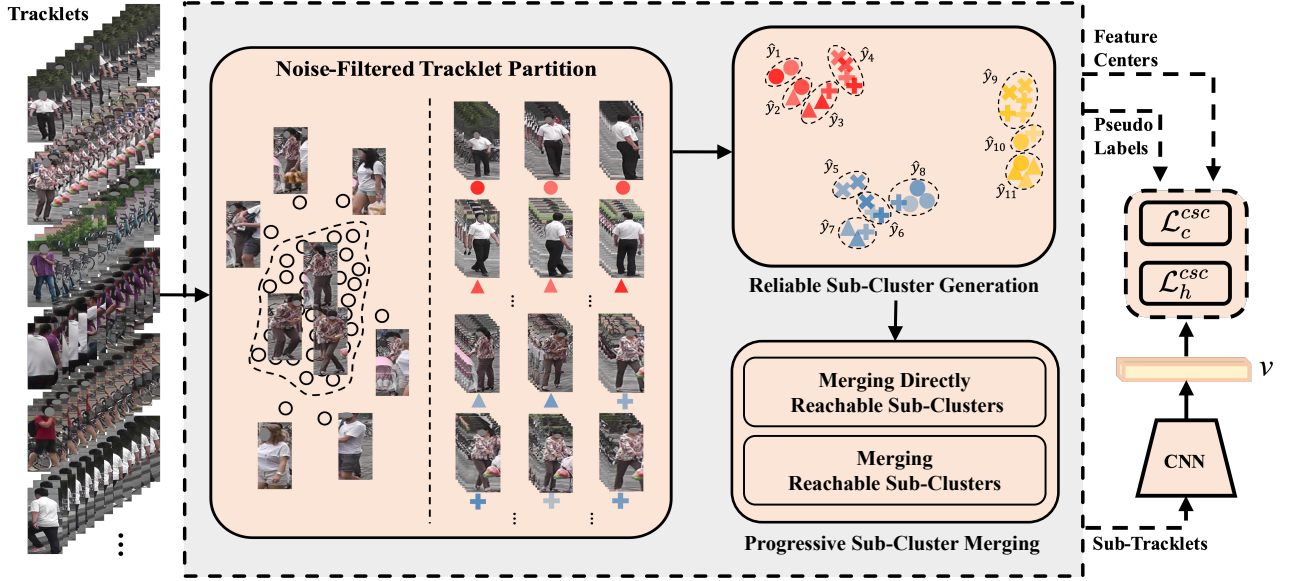 Tracklets
Noise-Filtered Tracklet Partition
ŷ₁
ŷ₂
ŷ₃
ŷ₄
ŷ₅
ŷ₆
ŷ₇
ŷ₈
ŷ₉
ŷ₁₀
ŷ₁₁
Reliable Sub-Cluster Generation
Merging Directly
Reachable Sub-Clusters
Merging
Reachable Sub-Clusters
Progressive Sub-Cluster Merging
Feature
Centers
Pseudo
Labels
ℒ_c^{csc}
ℒ_h^{csc}
v
CNN
Sub-Tracklets